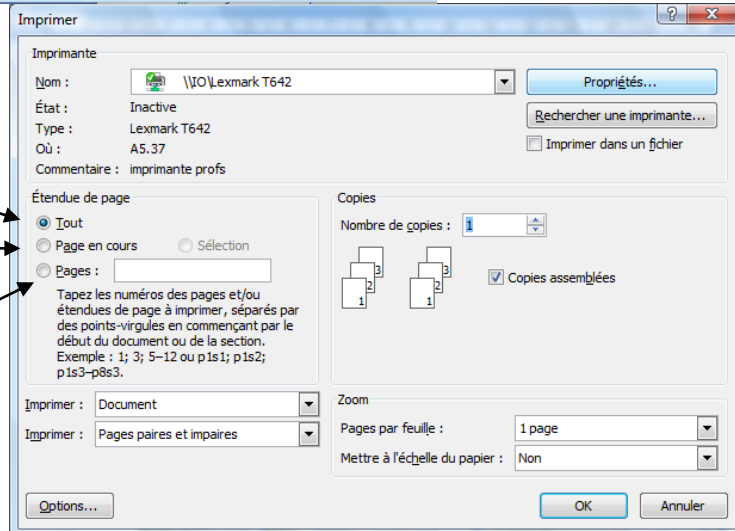 Imprimer
Imprimante
Nom : \\IO\Lexmark T642 Propriétés...
État : Inactive Rechercher une imprimante...
Type : Lexmark T642
Où : A5.37 Imprimer dans un fichier
Commentaire : imprimante profs
Étendue de page
Tout
Page en cours Sélection
Pages :
Tapez les numéros des pages et/ou
étendues de page à imprimer, séparés par
des points-virgules en commençant par le
début du document ou de la section.
Exemple : 1; 3; 5–12 ou p1s1; p1s2;
p1s3–p8s3.
Copies
Nombre de copies : 1
3 3
2 2
1 1
Copies assemblées
Imprimer : Document
Imprimer : Pages paires et impaires
Zoom
Pages par feuille : 1 page
Mettre à l'échelle du papier : Non
Options... OK Annuler